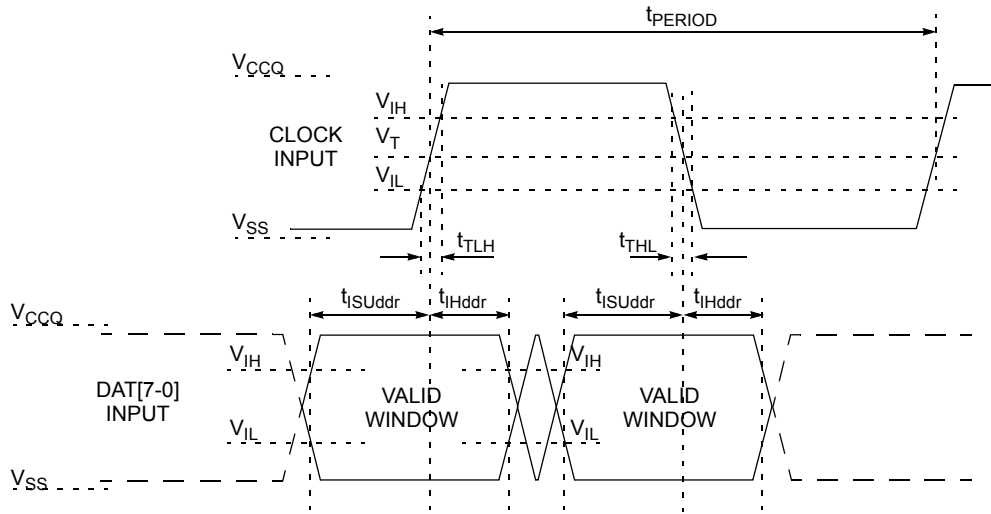 tPERIOD
VCCQ
VIH
CLOCK
INPUT
VT
VIL
VSS
tTLH
tTHL
tISUddr
tIHddr
tISUddr
tIHddr
VCCQ
VIH
VIH
DAT[7-0]
INPUT
VALID
WINDOW
VALID
WINDOW
VIL
VIL
VSS